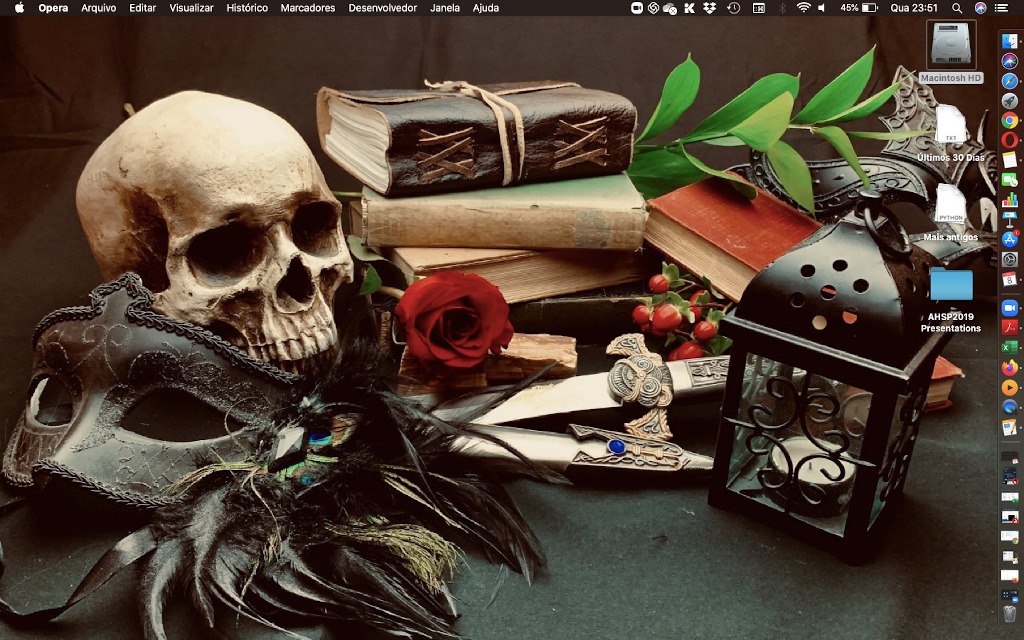 Opera Arquivo Editar Visualizar Histórico Marcadores Desenvolvedor Janela Ajuda 45% Qua 23:51
Macintosh HD
TXT
Últimos 30 Dias
PYTHON
Mais antigos
AHSP2019
Presentations